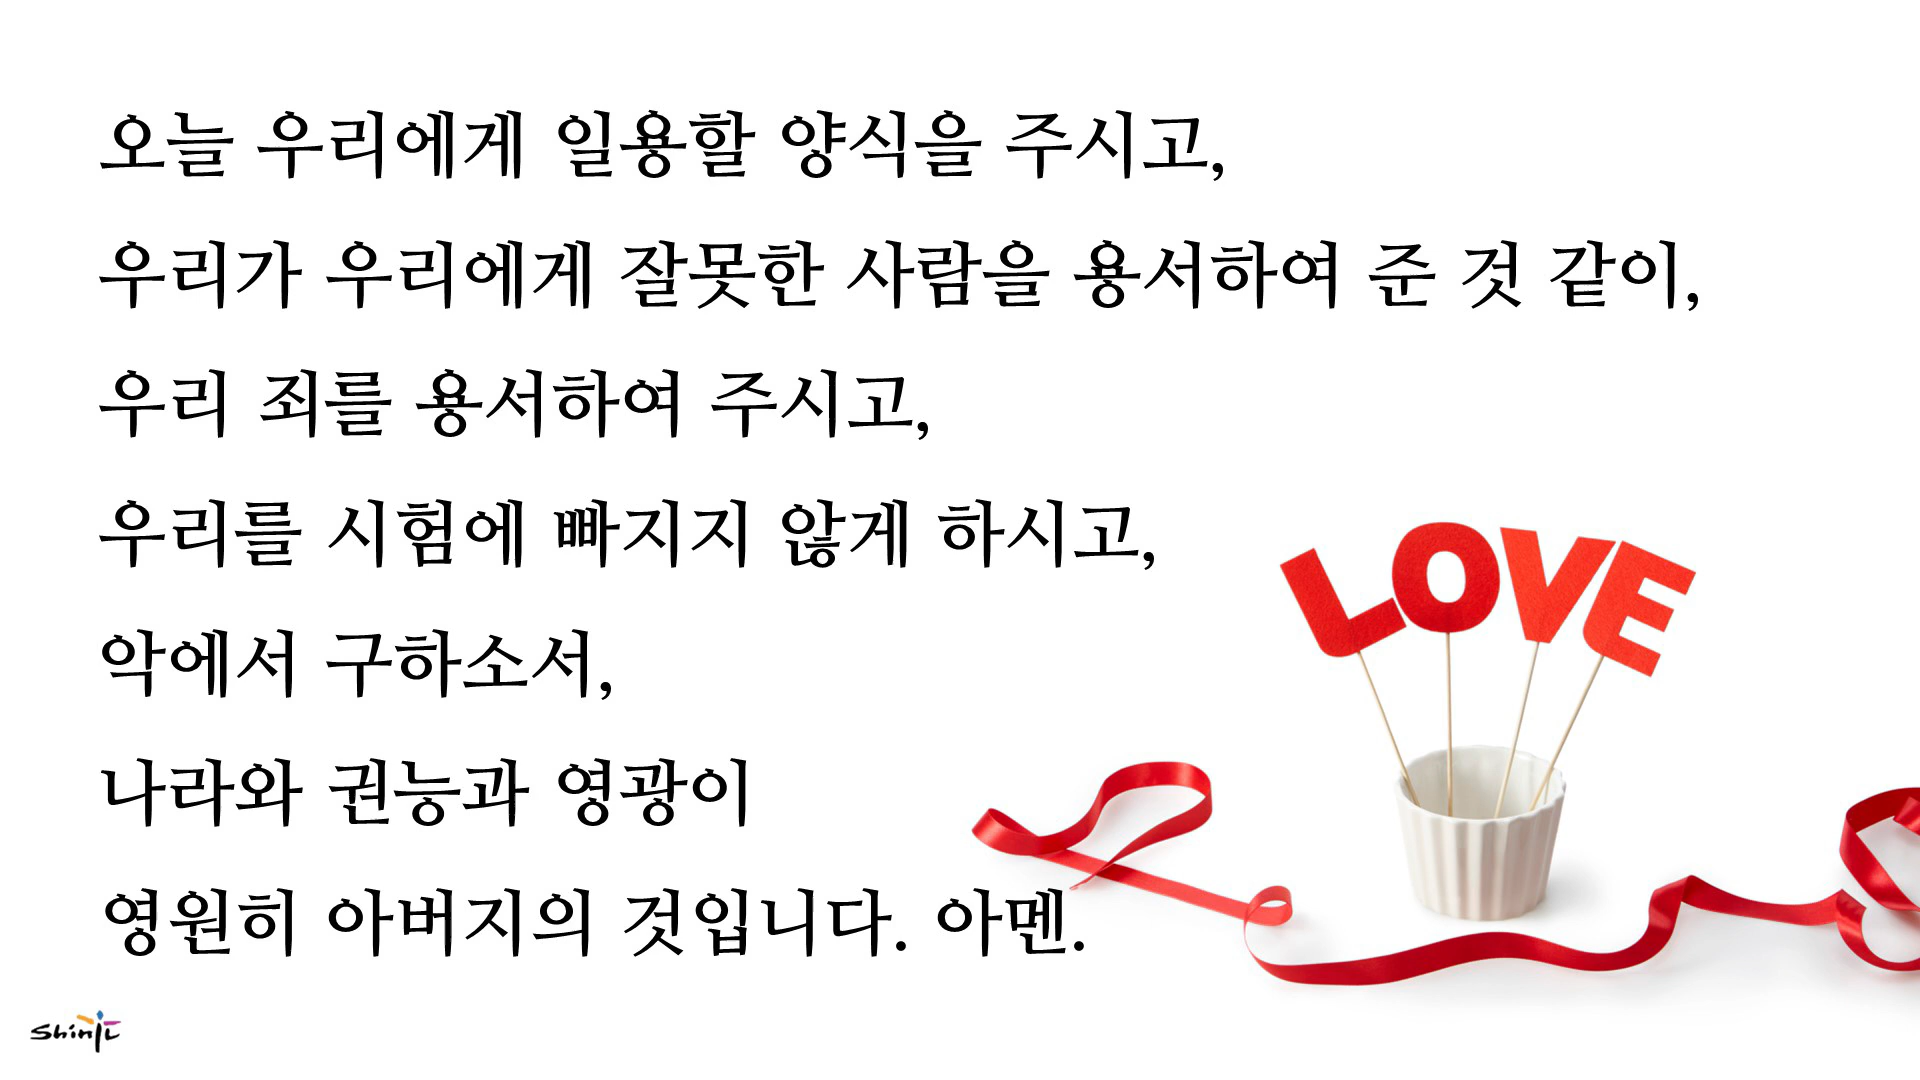 오늘 우리에게 일용할 양식을 주시고,
우리가 우리에게 잘못한 사람을 용서하여 준 것 같이,
우리 죄를 용서하여 주시고,
우리를 시험에 빠지지 않게 하시고,
악에서 구하소서,
나라와 권능과 영광이
영원히 아버지의 것입니다. 아멘.
LOVE
Shinil